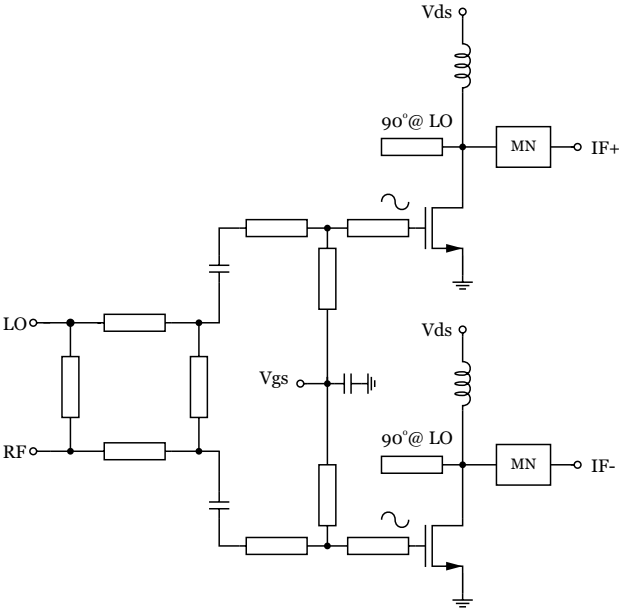 Vds
90°@ LO
MN
IF+
LO
Vds
Vgs
90°@ LO
RF
MN
IF-